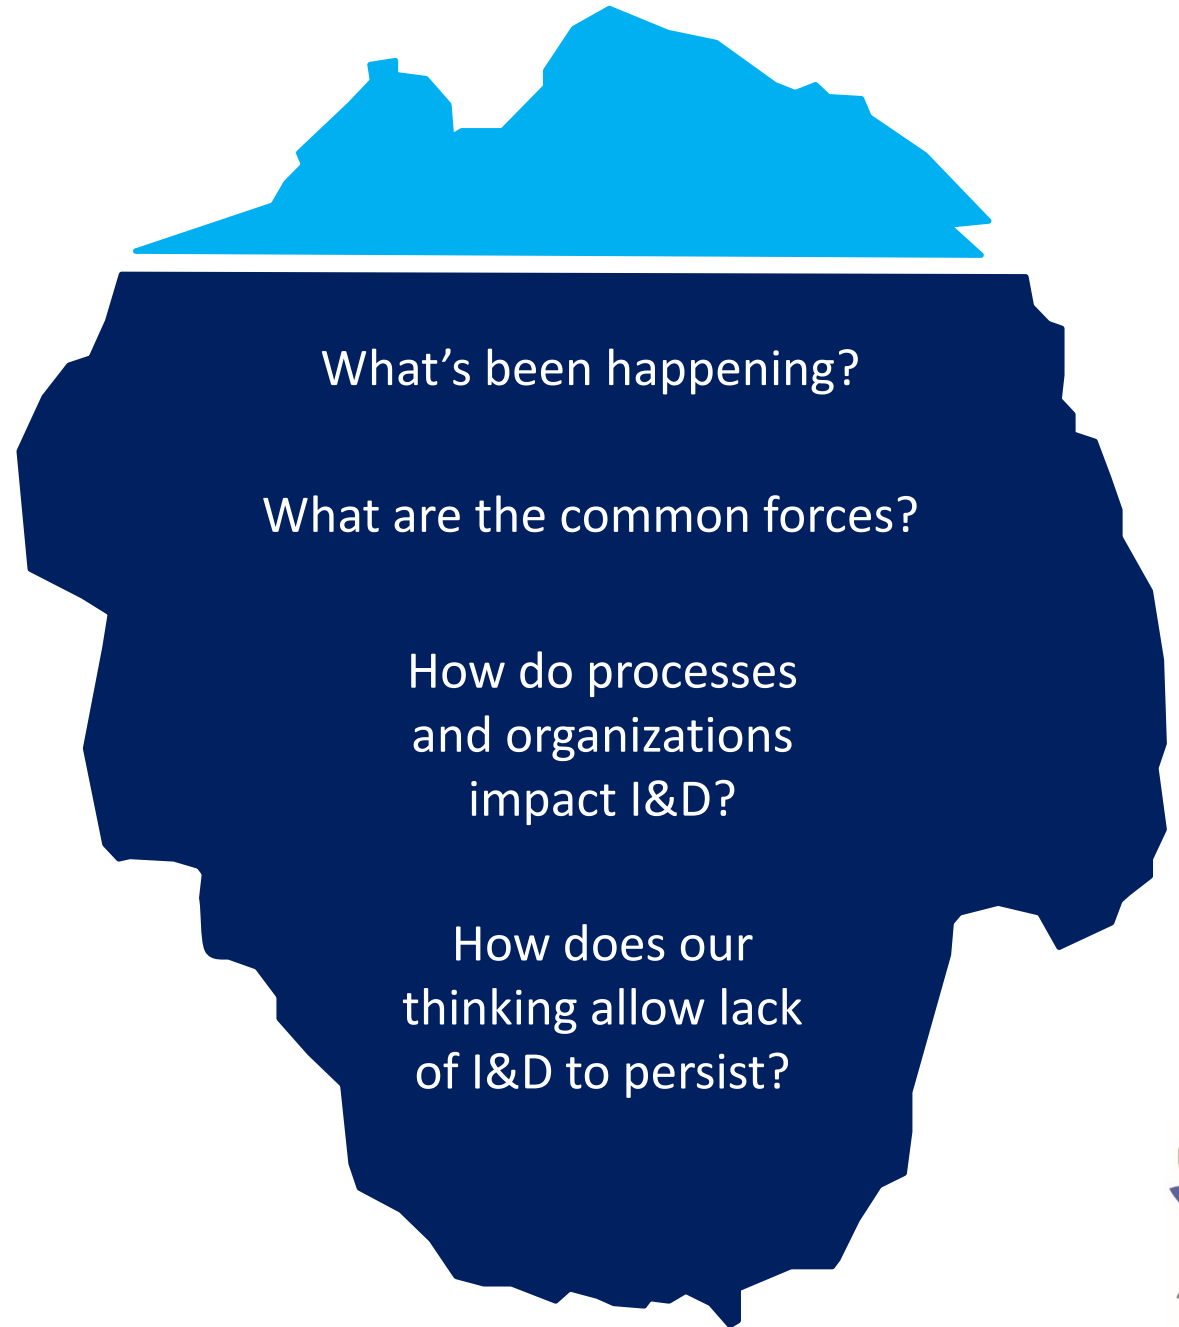 What’s been happening?
What are the common forces?
How do processes
and organizations
impact I&D?
How does our
thinking allow lack
of I&D to persist?